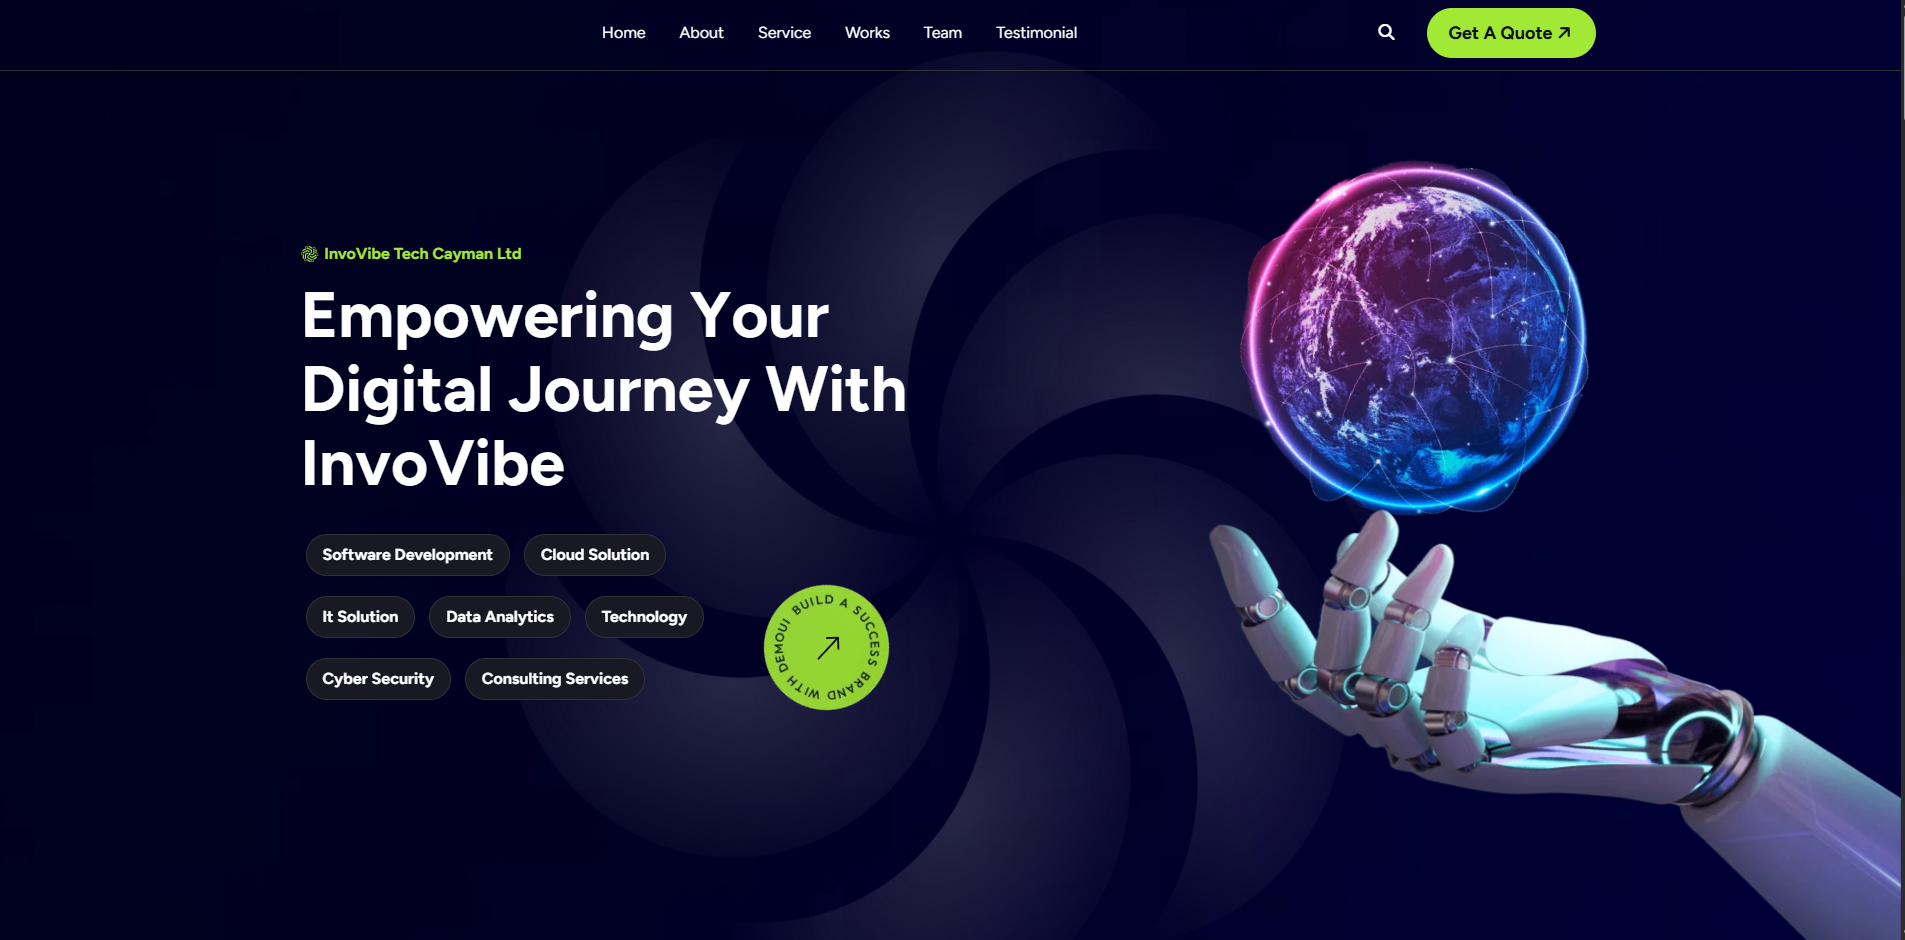 Home About Service Works Team Testimonial Get A Quote
InvoVibe Tech Cayman Ltd
Empowering Your
Digital Journey With
InvoVibe
Software Development Cloud Solution
It Solution Data Analytics Technology
Cyber Security Consulting Services
BUILD A SUCCESS BRAND WITH DEMOUI